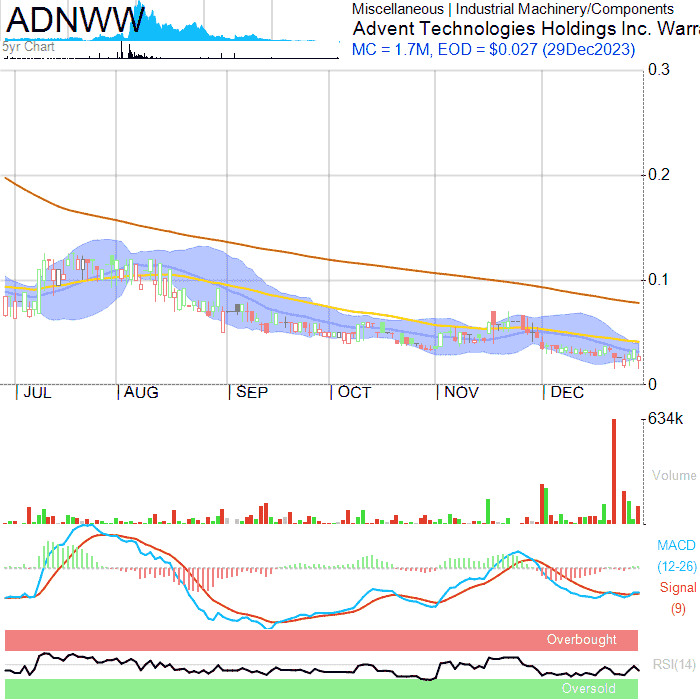 ADNWW
5yr Chart
Miscellaneous | Industrial Machinery/Components
Advent Technologies Holdings Inc. Warra
MC = 1.7M, EOD = $0.027 (29Dec2023)
0.3
0.2
0.1
0
JUL AUG SEP OCT NOV DEC
634k
Volume
MACD
(12-26)
Signal
(9)
Overbought
RSI(14)
Oversold